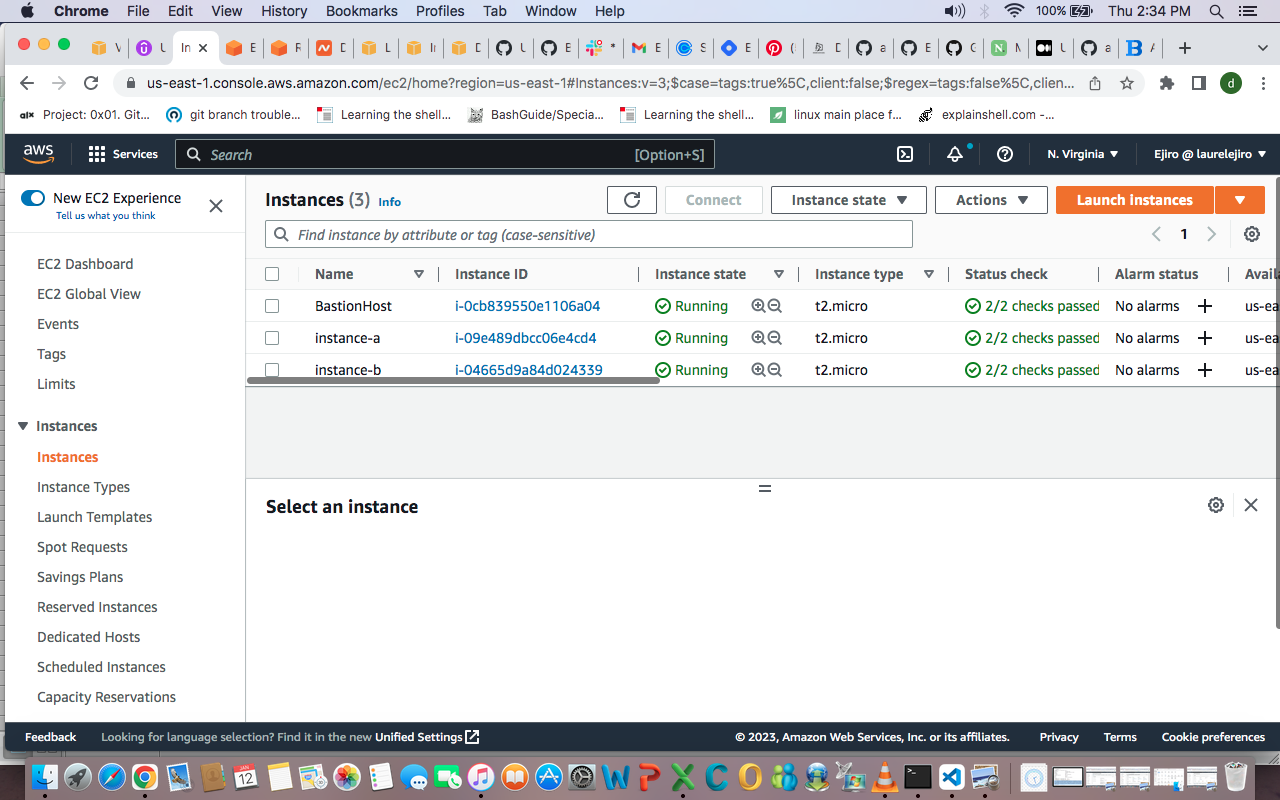 Chrome File Edit View History Bookmarks Profiles Tab Window Help 100% Thu 2:34 PM
us-east-1.console.aws.amazon.com/ec2/home?region=us-east-1#Instances:v=3;$case=tags:true%5C,client:false;$regex=tags:false%5C,clien...
Project: 0x01. Git... git branch trouble... Learning the shell... BashGuide/Specia... Learning the shell... linux main place f... explainshell.com -...
aws Services Search [Option+S] N. Virginia Ejiro @ laurelejiro
New EC2 Experience
Tell us what you think
EC2 Dashboard
EC2 Global View
Events
Tags
Limits
Instances
Instances
Instance Types
Launch Templates
Spot Requests
Savings Plans
Reserved Instances
Dedicated Hosts
Scheduled Instances
Capacity Reservations
Instances (3) Info Connect Instance state Actions Launch instances
Find instance by attribute or tag (case-sensitive) 1
Name Instance ID Instance state Instance type Status check Alarm status Availa
BastionHost i-0cb839550e1106a04 Running t2.micro 2/2 checks passed No alarms us-ea
instance-a i-09e489dbcc06e4cd4 Running t2.micro 2/2 checks passed No alarms us-ea
instance-b i-04665d9a84d024339 Running t2.micro 2/2 checks passed No alarms us-ea
Select an instance
Feedback Looking for language selection? Find it in the new Unified Settings © 2023, Amazon Web Services, Inc. or its affiliates. Privacy Terms Cookie preferences